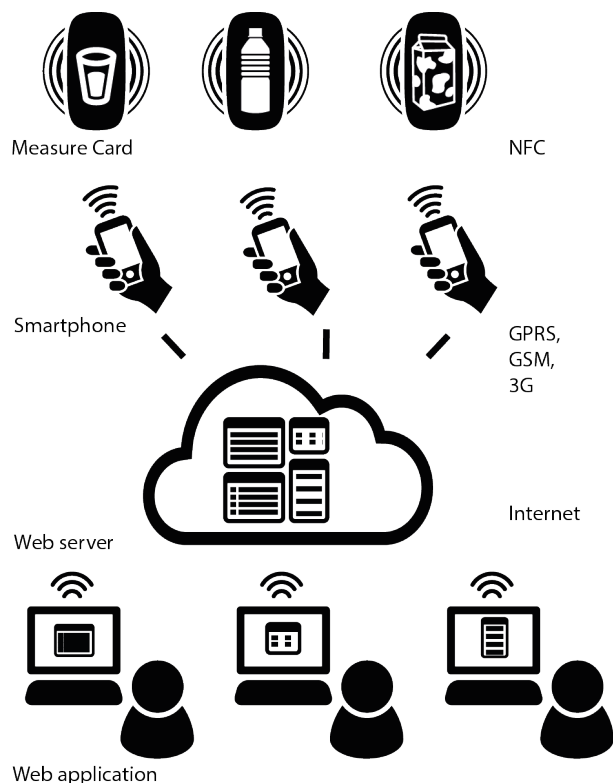 Measure Card
NFC
Smartphone
GPRS,
GSM,
3G
Internet
Web server
Web application